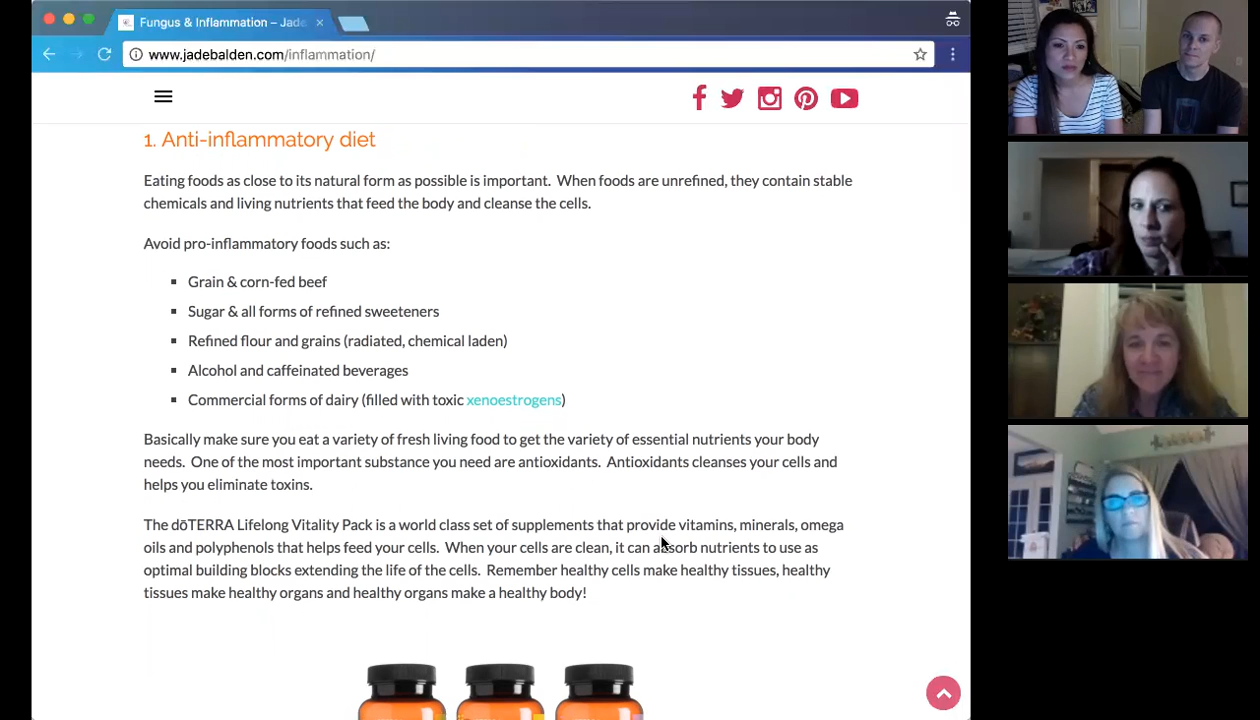 Fungus & Inflammation – Jade
www.jadebalden.com/inflammation/
1. Anti-inflammatory diet
Eating foods as close to its natural form as possible is important. When foods are unrefined, they contain stable
chemicals and living nutrients that feed the body and cleanse the cells.
Avoid pro-inflammatory foods such as:
Grain & corn-fed beef
Sugar & all forms of refined sweeteners
Refined flour and grains (radiated, chemical laden)
Alcohol and caffeinated beverages
Commercial forms of dairy (filled with toxic xenoestrogens)
Basically make sure you eat a variety of fresh living food to get the variety of essential nutrients your body
needs. One of the most important substance you need are antioxidants. Antioxidants cleanses your cells and
helps you eliminate toxins.
The dōTERRA Lifelong Vitality Pack is a world class set of supplements that provide vitamins, minerals, omega
oils and polyphenols that helps feed your cells. When your cells are clean, it can absorb nutrients to use as
optimal building blocks extending the life of the cells. Remember healthy cells make healthy tissues, healthy
tissues make healthy organs and healthy organs make a healthy body!